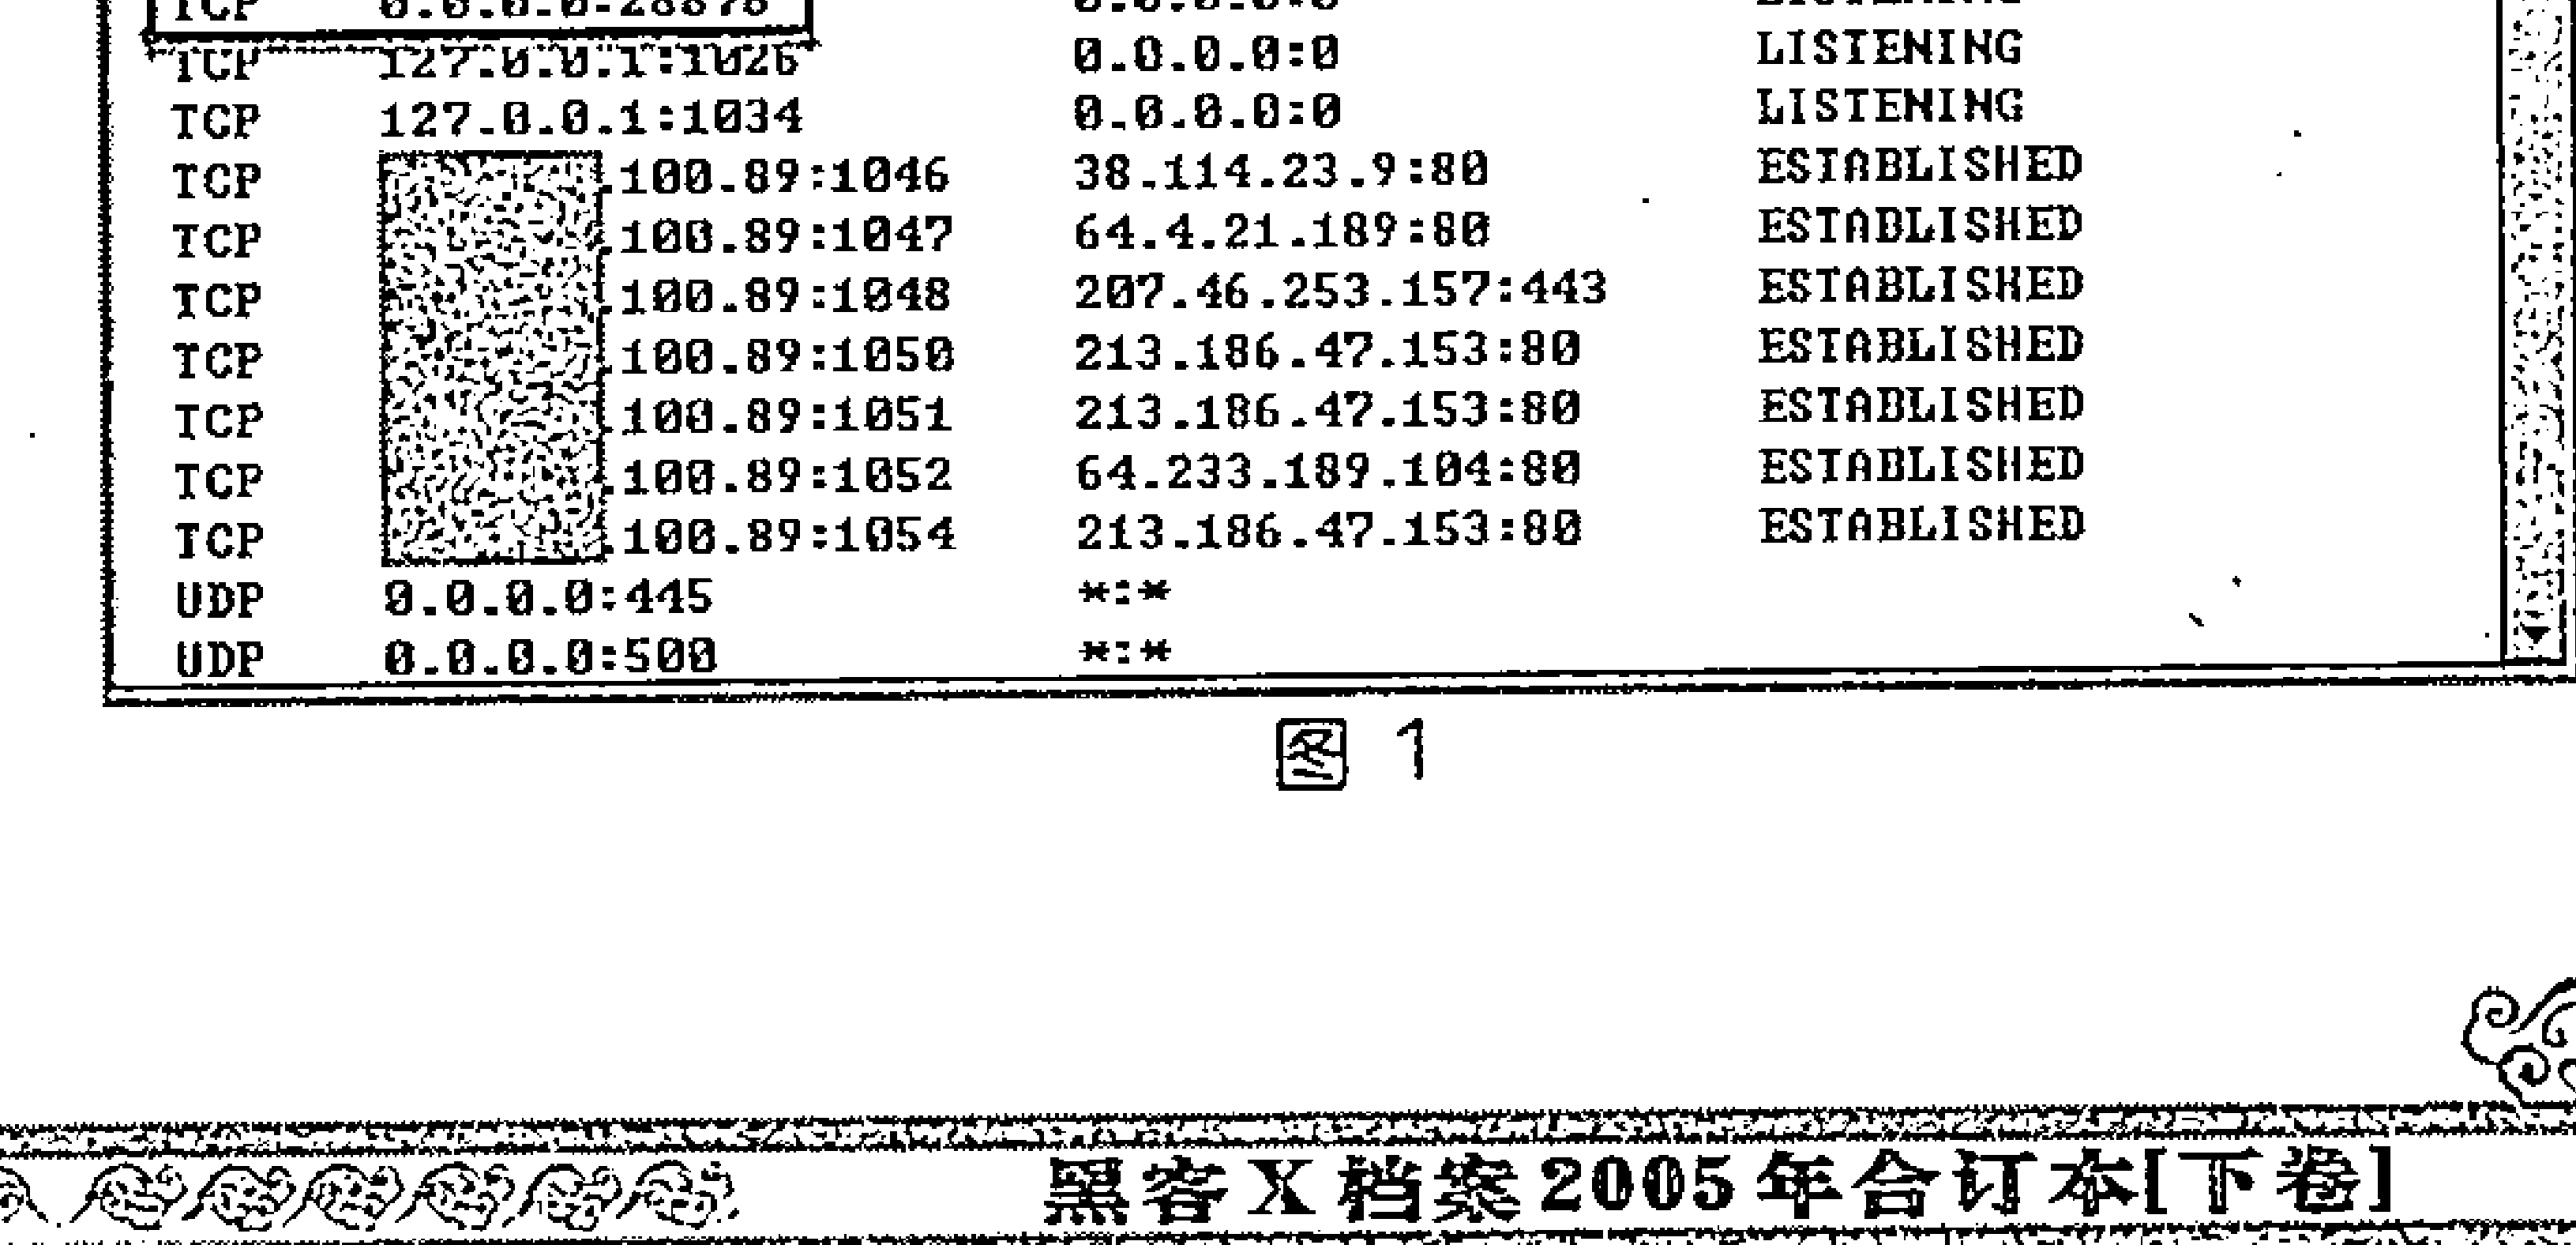 TCP 127.0.0.1:1026 0.0.0.0:0 LISTENING
TCP 127.0.0.1:1034 0.0.0.0:0 LISTENING
TCP .100.89:1046 38.114.23.9:80 ESTABLISHED
TCP .100.89:1047 64.4.21.189:80 ESTABLISHED
TCP .100.89:1048 207.46.253.157:443 ESTABLISHED
TCP .100.89:1050 213.186.47.153:80 ESTABLISHED
TCP .100.89:1051 213.186.47.153:80 ESTABLISHED
TCP .100.89:1052 64.233.189.104:80 ESTABLISHED
TCP .100.89:1054 213.186.47.153:80 ESTABLISHED
UDP 0.0.0.0:445 *:*
UDP 0.0.0.0:500 *:*
图 1
黑客X档案2005年合订本[下卷]